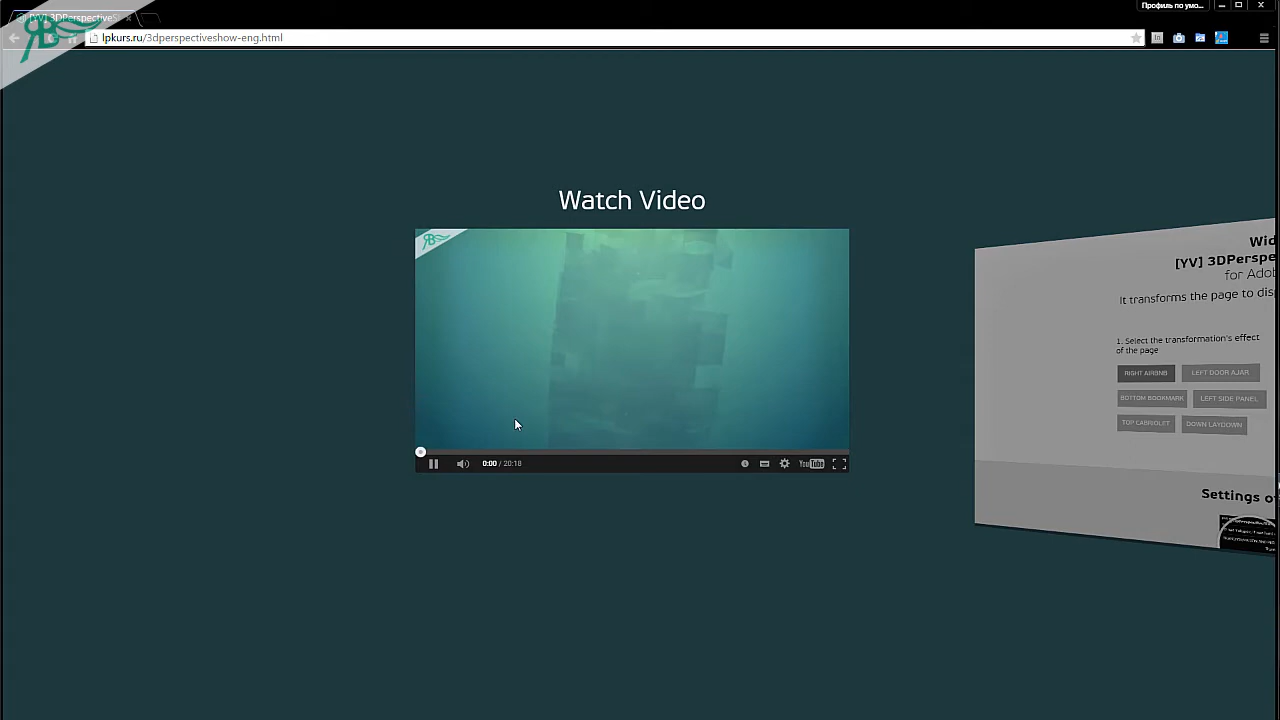 Профиль по умо...
[YV] 3DPerspectiveS
lpkurs.ru/3dperspectiveshow-eng.html
Watch Video
0:00 / 20:18
YouTube
Wid
[YV] 3DPerspe
for Adob
It transforms the page to dis
1. Select the transformation's effect
of the page
RIGHT AIRBNB
LEFT DOOR AJAR
BOTTOM BOOKMARK
LEFT SIDE PANEL
TOP CABRIOLET
DOWN LAYDOWN
Settings o